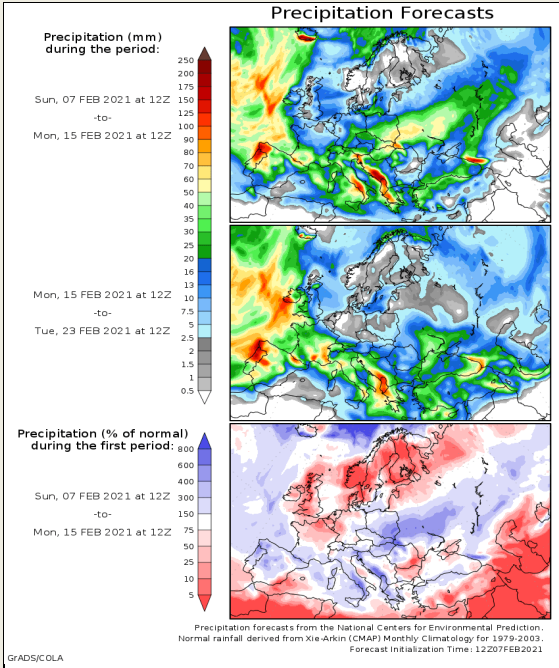 Precipitation Forecasts
Precipitation (mm)
during the period:
250
200
175
150
125
100
90
80
70
60
50
40
35
30
25
20
16
13
10
7.5
5
2.5
2
1.5
1
0.5
Sun, 07 FEB 2021 at 12Z
-to-
Mon, 15 FEB 2021 at 12Z
Mon, 15 FEB 2021 at 12Z
-to-
Tue, 23 FEB 2021 at 12Z
Precipitation (% of normal)
during the first period:
800
600
400
300
150
75
50
25
10
5
Sun, 07 FEB 2021 at 12Z
-to-
Mon, 15 FEB 2021 at 12Z
Precipitation forecasts from the National Centers for Environmental Prediction.
Normal rainfall derived from Xie-Arkin (CMAP) Monthly Climatology for 1979-2003.
Forecast Initialization Time: 12Z07FEB2021
GrADS/COLA